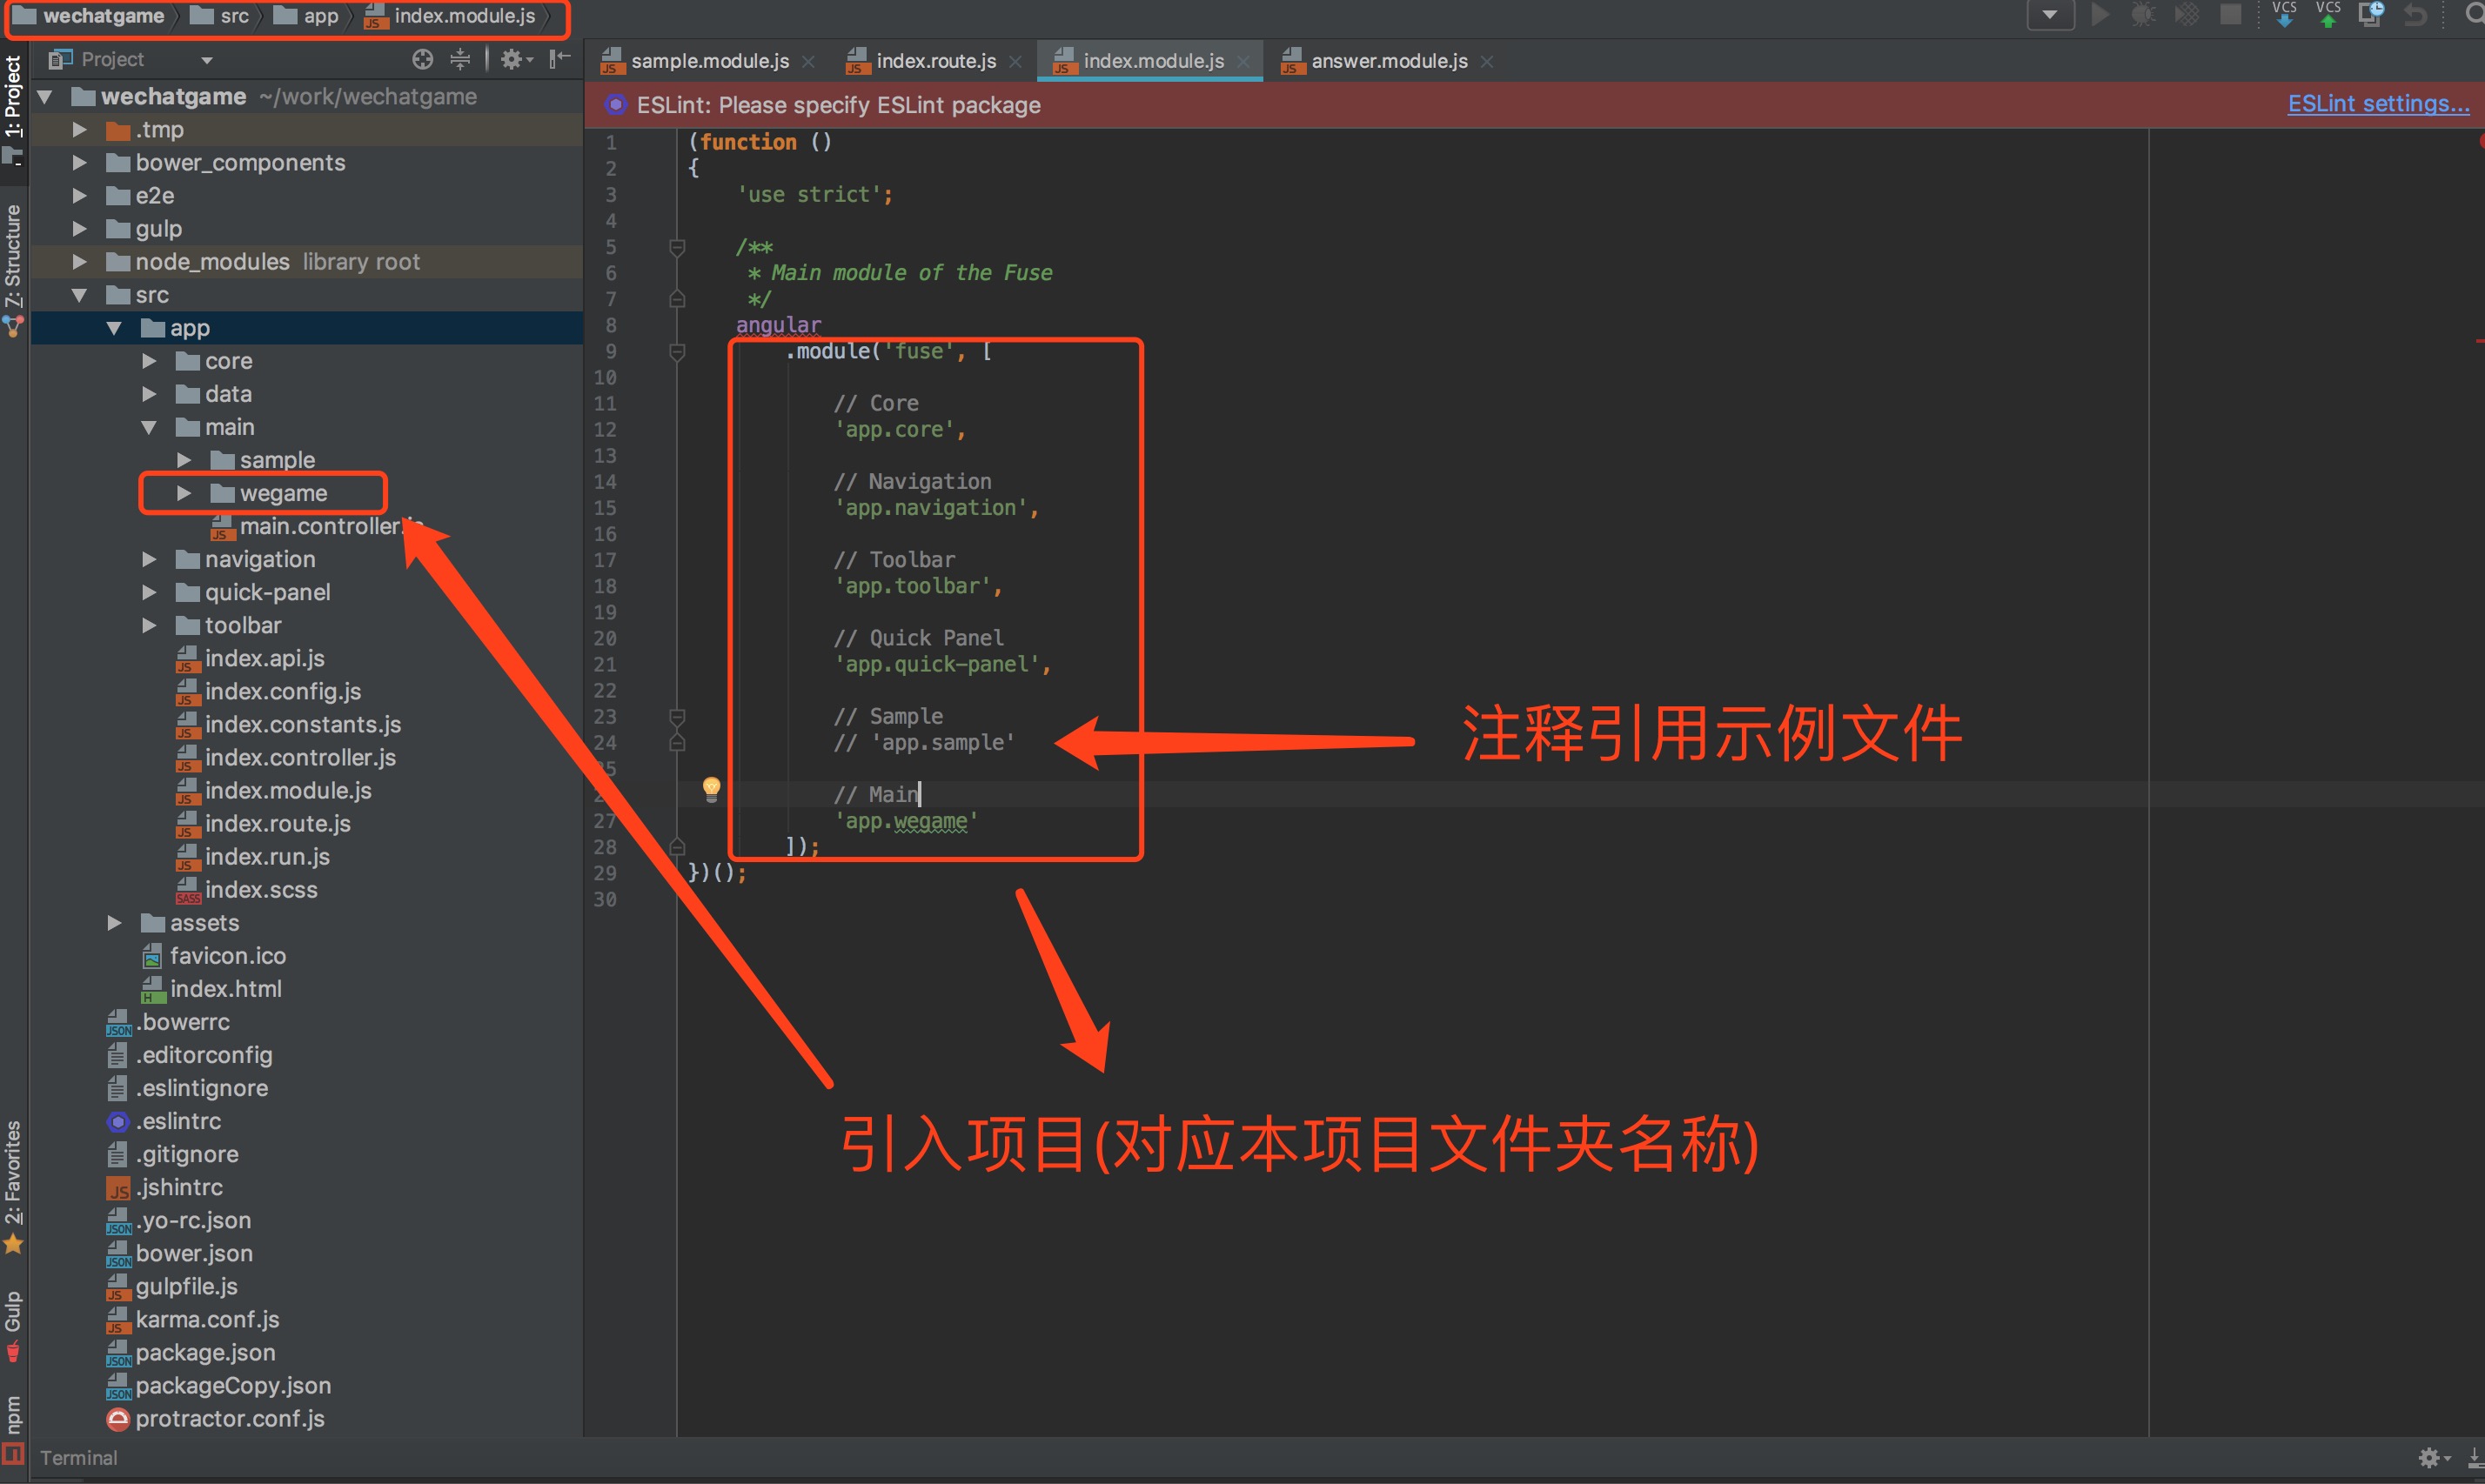 wechatgame src app index.module.js
VCS VCS
Project
sample.module.js index.route.js index.module.js answer.module.js
ESLint: Please specify ESLint package ESLint settings...
1: Project
7: Structure
2: Favorites
Gulp
npm
wechatgame ~/work/wechatgame
.tmp
bower_components
e2e
gulp
node_modules library root
src
app
core
data
main
sample
wegame
main.controller.js
navigation
quick-panel
toolbar
index.api.js
index.config.js
index.constants.js
index.controller.js
index.module.js
index.route.js
index.run.js
index.scss
assets
favicon.ico
index.html
.bowerrc
.editorconfig
.eslintignore
.eslintrc
.gitignore
.jshintrc
.yo-rc.json
bower.json
gulpfile.js
karma.conf.js
package.json
packageCopy.json
protractor.conf.js
1 (function ()
2 {
3 'use strict';
4
5 /**
6 * Main module of the Fuse
7 */
8 angular
9 .module('fuse', [
10
11 // Core
12 'app.core',
13
14 // Navigation
15 'app.navigation',
16
17 // Toolbar
18 'app.toolbar',
19
20 // Quick Panel
21 'app.quick-panel',
22
23 // Sample
24 // 'app.sample'
// Main
27 'app.wegame'
28 ]);
29 })();
30
注释引用示例文件
引入项目(对应本项目文件夹名称)
Terminal